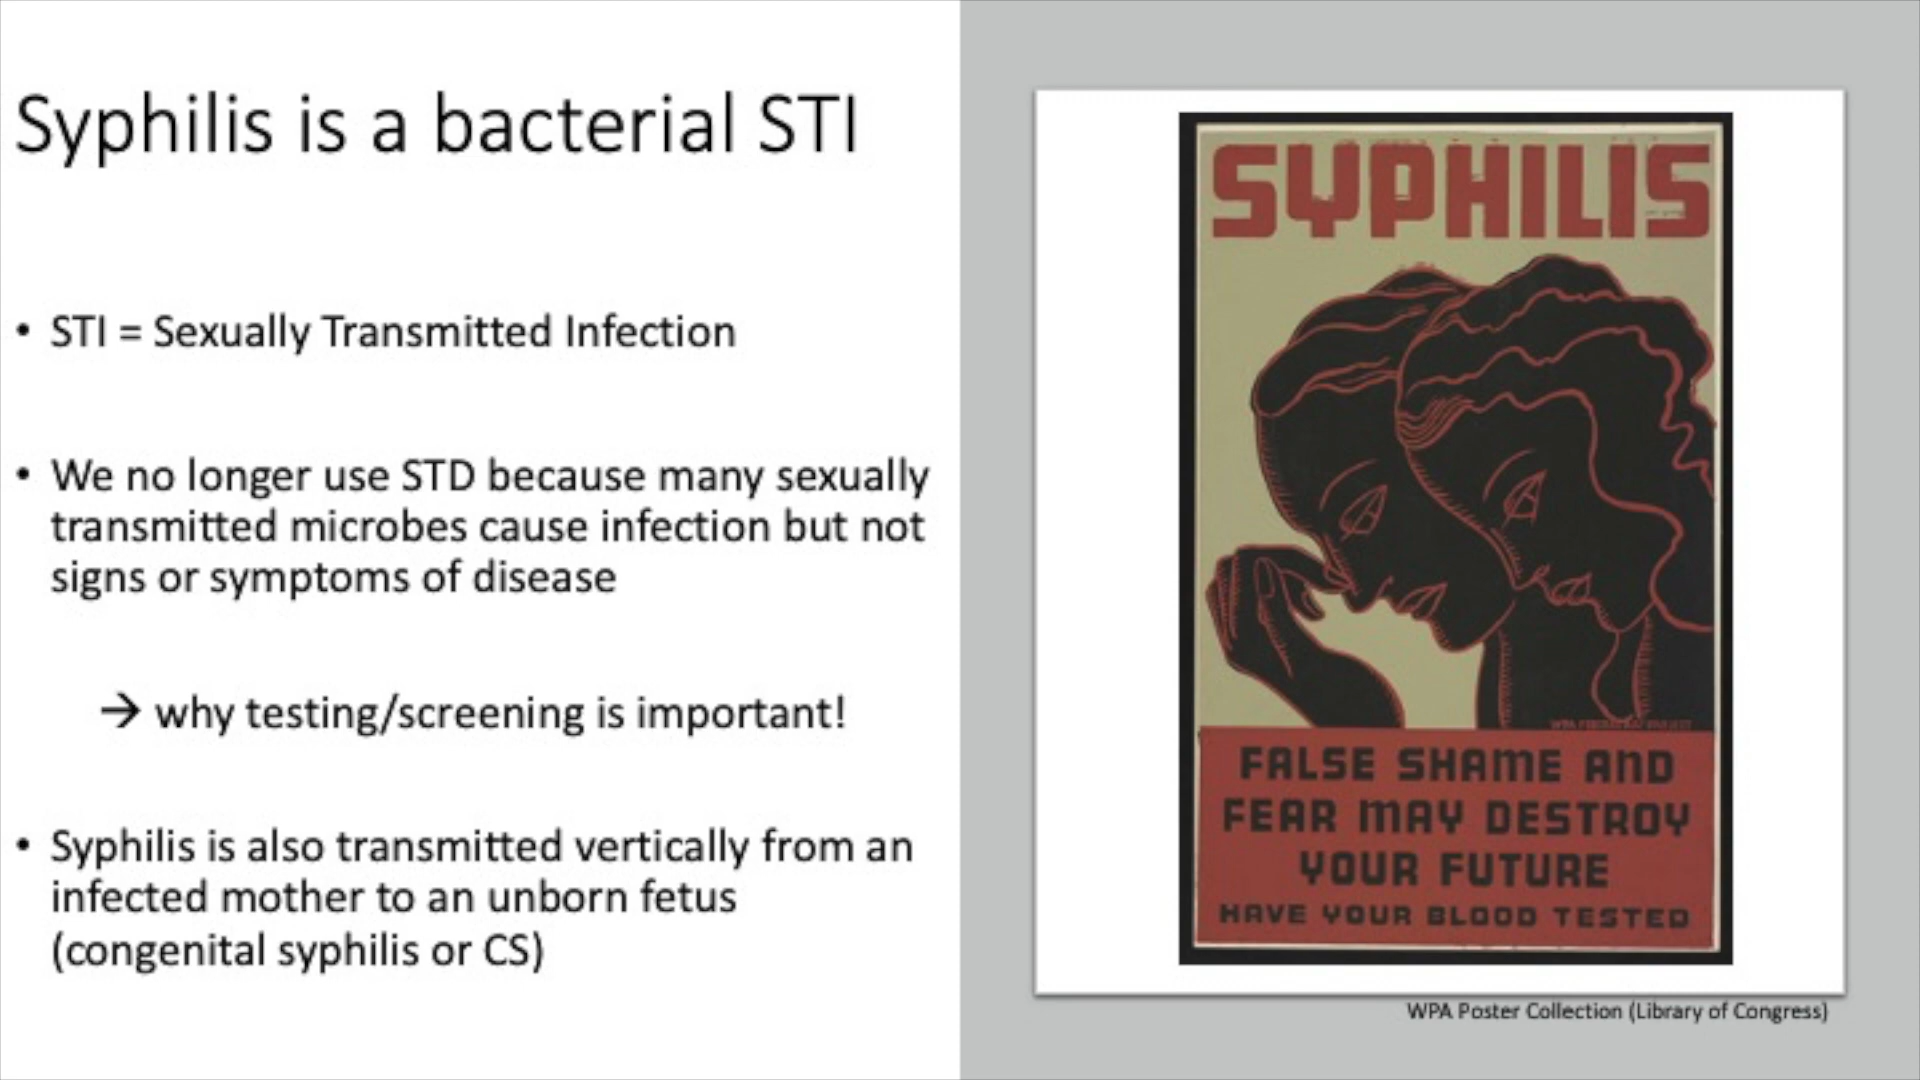 Syphilis is a bacterial STI
• STI = Sexually Transmitted Infection
• We no longer use STD because many sexually
transmitted microbes cause infection but not
signs or symptoms of disease
→ why testing/screening is important!
• Syphilis is also transmitted vertically from an
infected mother to an unborn fetus
(congenital syphilis or CS)
SYPHILIS
FALSE SHAME AND
FEAR MAY DESTROY
YOUR FUTURE
HAVE YOUR BLOOD TESTED
WPA Poster Collection (Library of Congress)